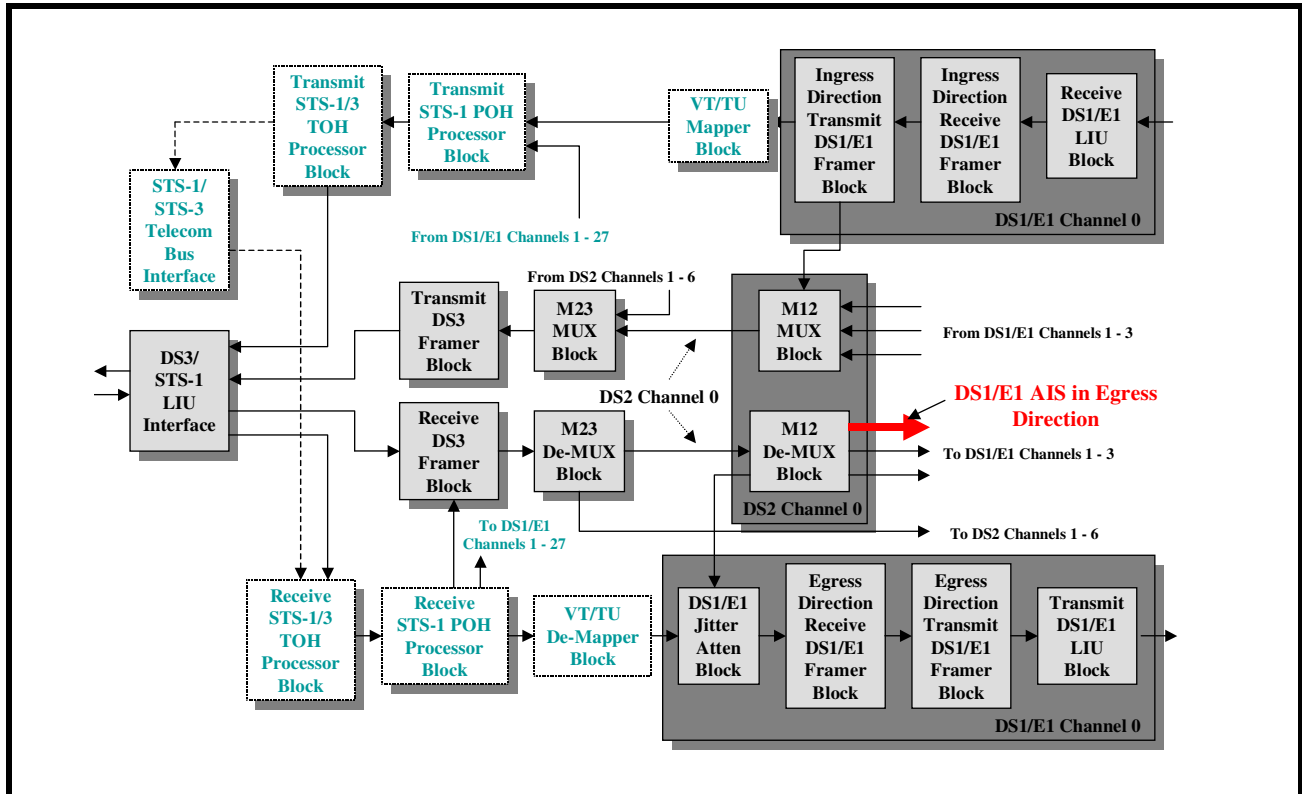 Transmit
STS-1/3
TOH
Processor
Block
Transmit
STS-1 POH
Processor
Block
VT/TU
Mapper
Block
Ingress
Direction
Transmit
DS1/E1
Framer
Block
Ingress
Direction
Receive
DS1/E1
Framer
Block
Receive
DS1/E1
LIU
Block
DS1/E1 Channel 0
STS-1/
STS-3
Telecom
Bus
Interface
From DS1/E1 Channels 1 - 27
From DS2 Channels 1 - 6
Transmit
DS3
Framer
Block
M23
MUX
Block
M12
MUX
Block
From DS1/E1 Channels 1 - 3
DS3/
STS-1
LIU
Interface
DS2 Channel 0
DS1/E1 AIS in Egress
Direction
Receive
DS3
Framer
Block
M23
De-MUX
Block
M12
De-MUX
Block
To DS1/E1 Channels 1 - 3
DS2 Channel 0
To DS1/E1
Channels 1 - 27
To DS2 Channels 1 - 6
Receive
STS-1/3
TOH
Processor
Block
Receive
STS-1 POH
Processor
Block
VT/TU
De-Mapper
Block
DS1/E1
Jitter
Atten
Block
Egress
Direction
Receive
DS1/E1
Framer
Block
Egress
Direction
Transmit
DS1/E1
Framer
Block
Transmit
DS1/E1
LIU
Block
DS1/E1 Channel 0